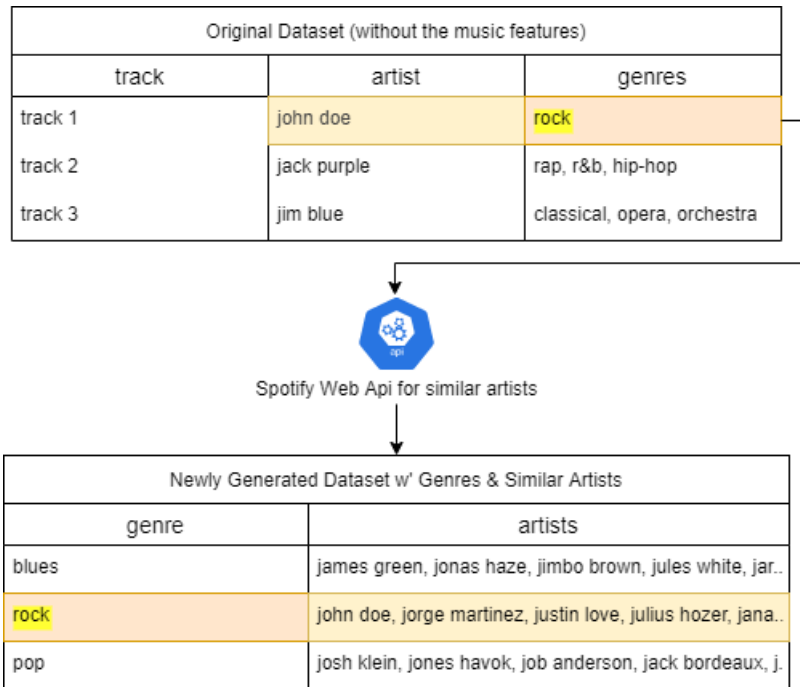 Original Dataset (without the music features)
track artist genres
track 1 john doe rock
track 2 jack purple rap, r&b, hip-hop
track 3 jim blue classical, opera, orchestra
api
Spotify Web Api for similar artists
Newly Generated Dataset w' Genres & Similar Artists
genre artists
blues james green, jonas haze, jimbo brown, jules white, jar..
rock john doe, jorge martinez, justin love, julius hozer, jana..
pop josh klein, jones havok, job anderson, jack bordeaux, j.